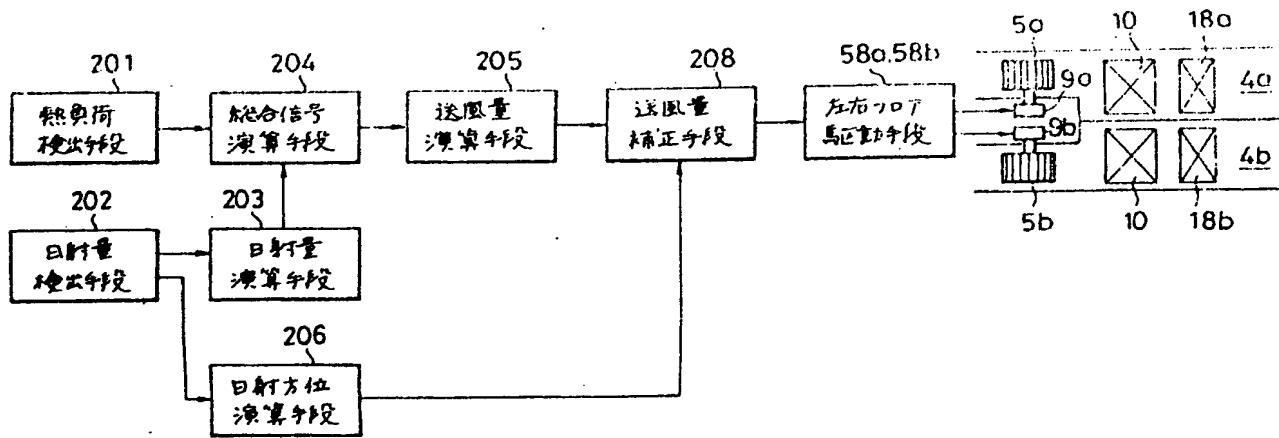 201
熱負荷
検出手段
204
総合信号
演算手段
205
送風量
演算手段
208
送風量
補正手段
58a,58b
左右フロア
駆動手段
5a
10
18a
9a
4a
9b
4b
5b
10
18b
202
日射量
検出手段
203
日射量
演算手段
206
日射方位
演算手段